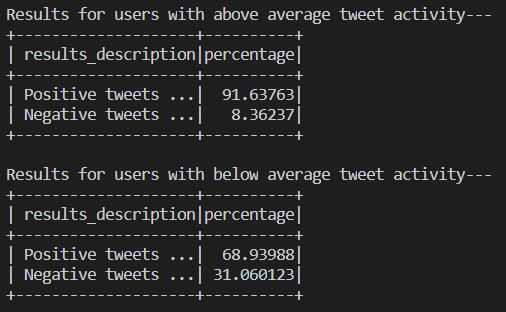 Results for users with above average tweet activity---
+--------------------+----------+
| results_description|percentage|
+--------------------+----------+
| Positive tweets ...|  91.63763|
| Negative tweets ...|   8.36237|
+--------------------+----------+

Results for users with below average tweet activity---
+--------------------+----------+
| results_description|percentage|
+--------------------+----------+
| Positive tweets ...|  68.93988|
| Negative tweets ...| 31.060123|
+--------------------+----------+